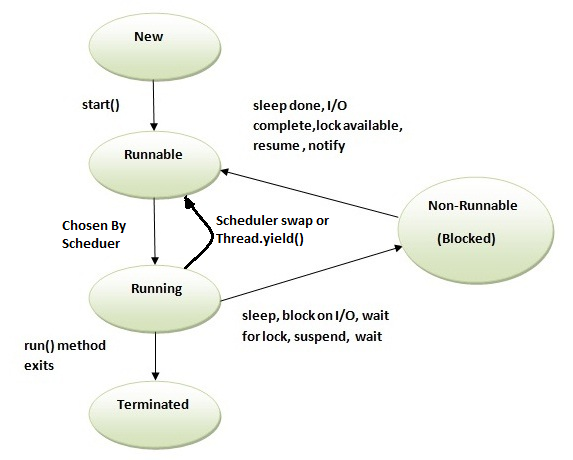 New
start()
sleep done, I/O
complete,lock available,
resume , notify
Runnable
Chosen By
Scheduer
Scheduler swap or
Thread.yield()
Non-Runnable
(Blocked)
Running
sleep, block on I/O, wait
for lock, suspend, wait
run() method
exits
Terminated